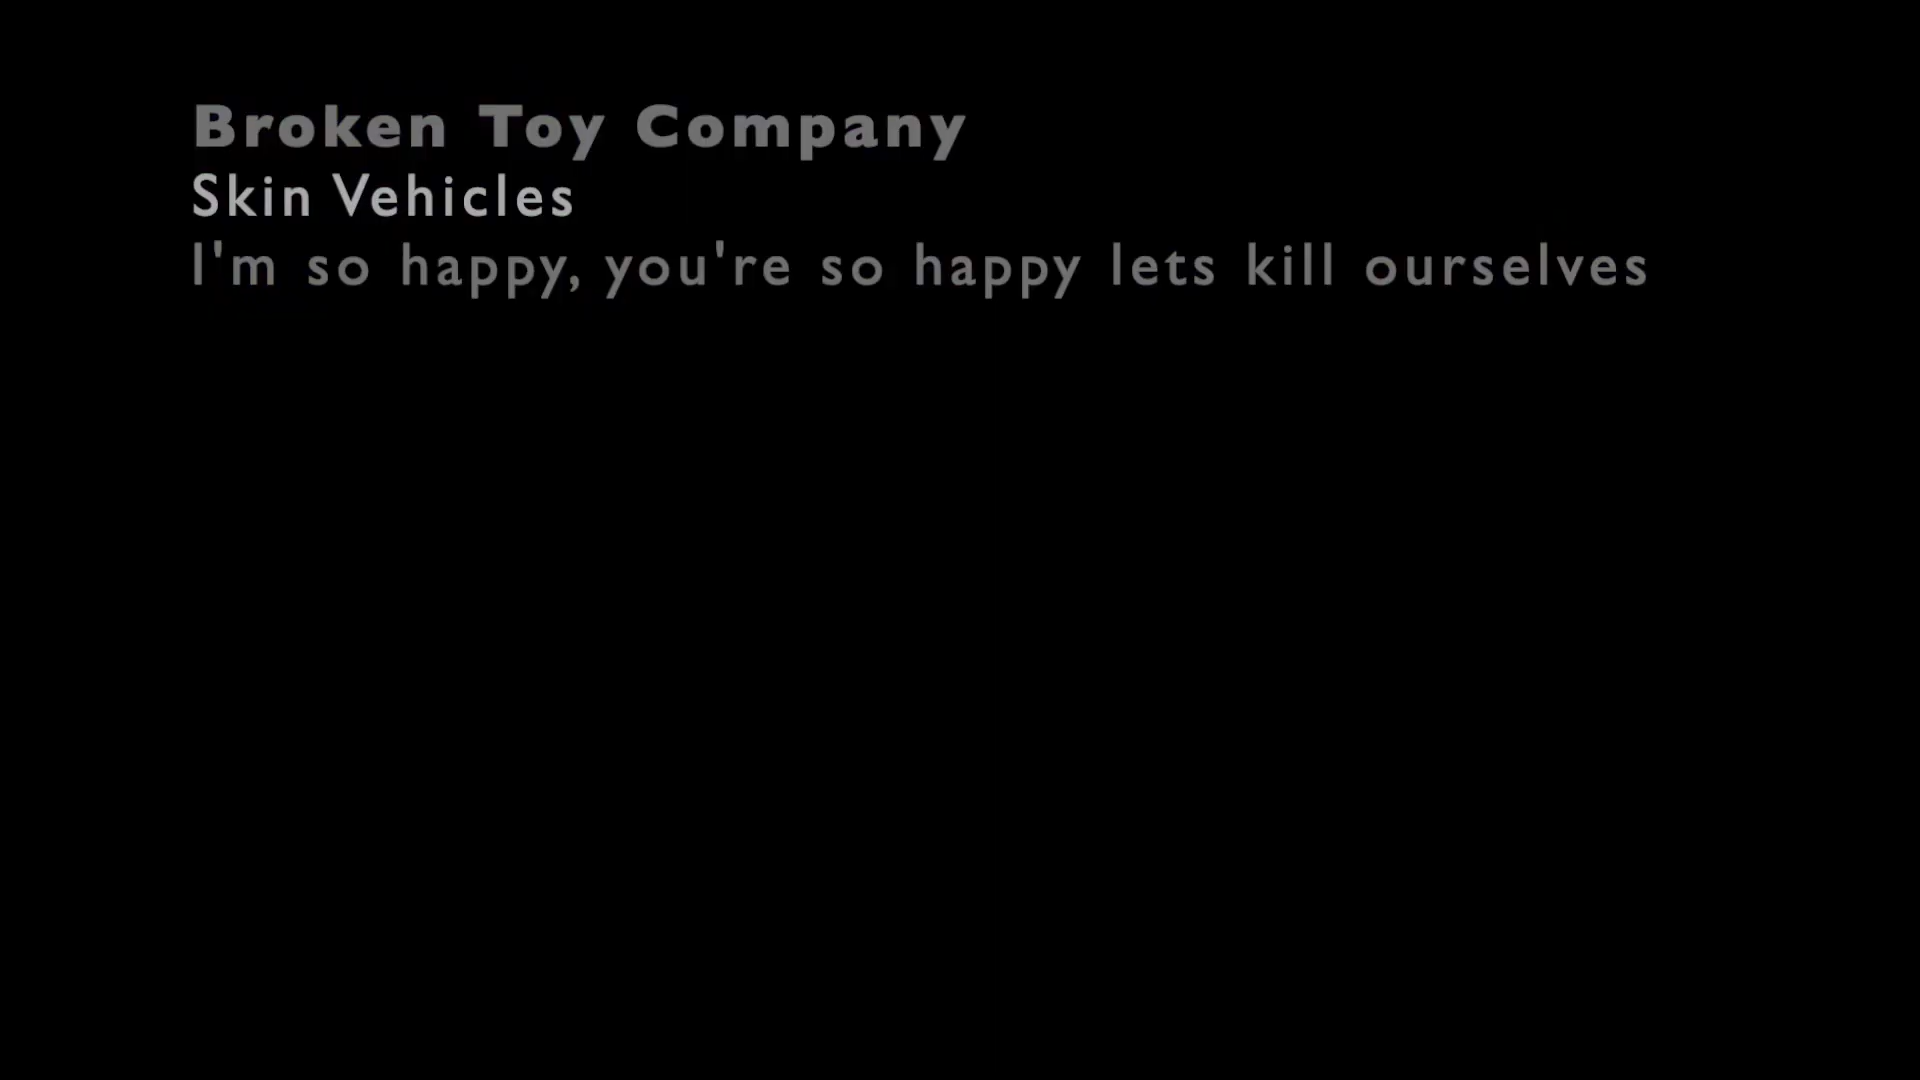 Broken Toy Company
Skin Vehicles
I'm so happy, you're so happy lets kill ourselves